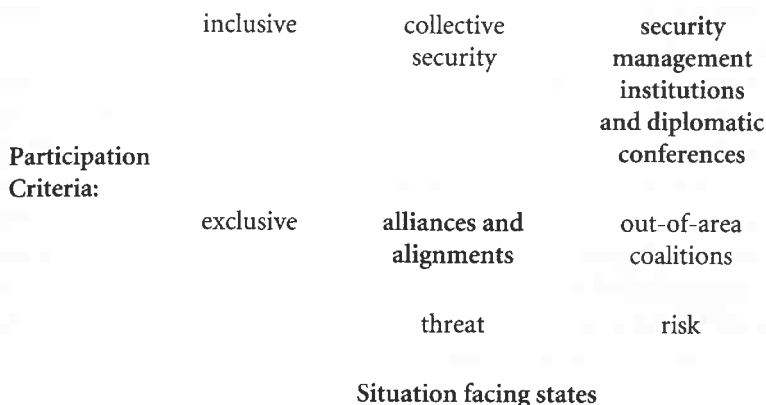 inclusive collective security
security management
institutions
and diplomatic
Participation conferences
Criteria:
exclusive alliances and out-of-area
alignments coalitions
threat risk
Situation facing states